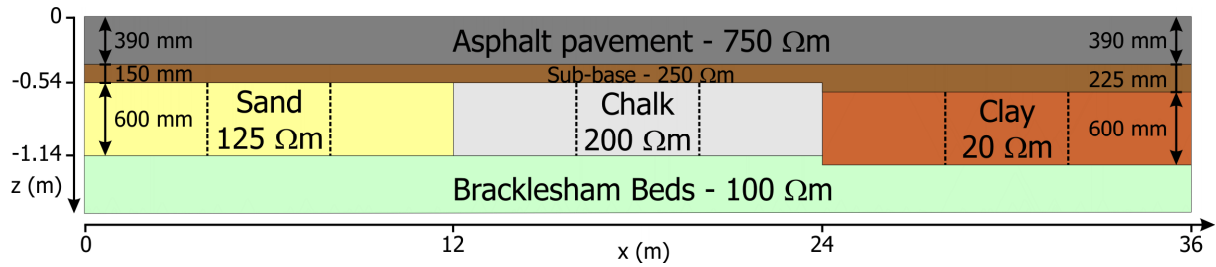 0
390 mm
Asphalt pavement - 750 Ωm
390 mm
-0.54
150 mm
Sub-base - 250 Ωm
225 mm
600 mm
Sand
125 Ωm
Chalk
200 Ωm
Clay
20 Ωm
600 mm
-1.14
z (m)
Bracklesham Beds - 100 Ωm
0
12
x (m)
24
36